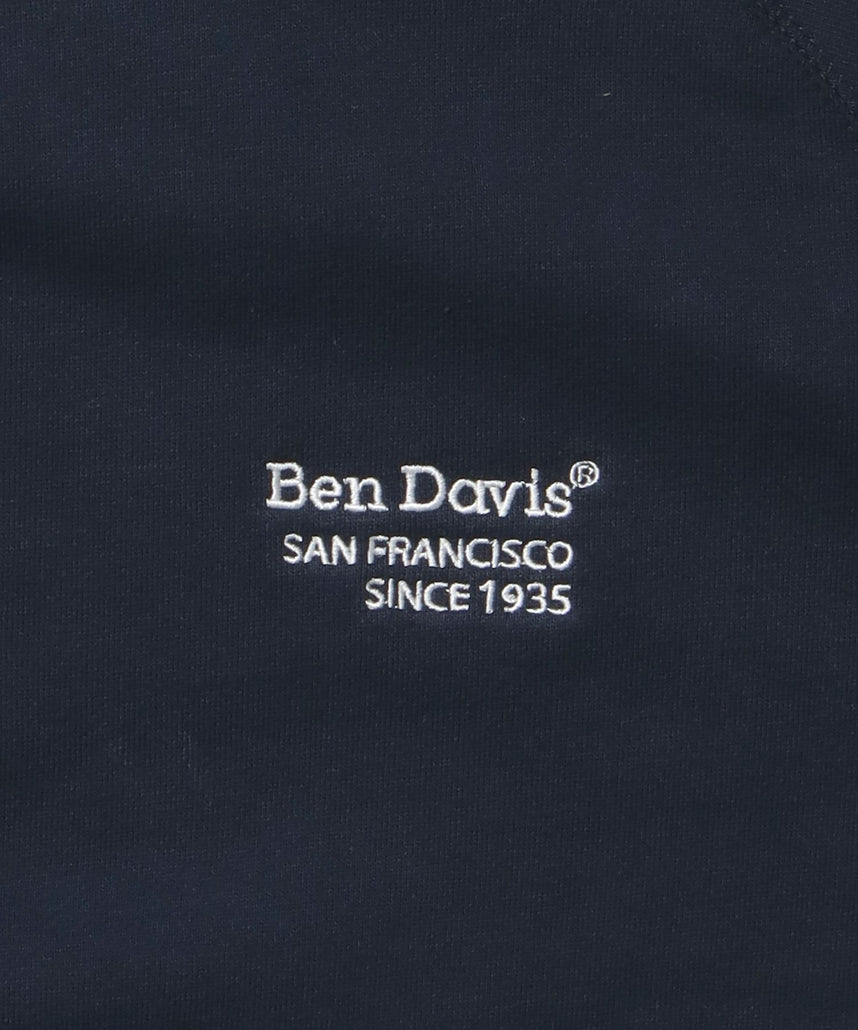 Ben Davis®
SAN FRANCISCO
SINCE 1935